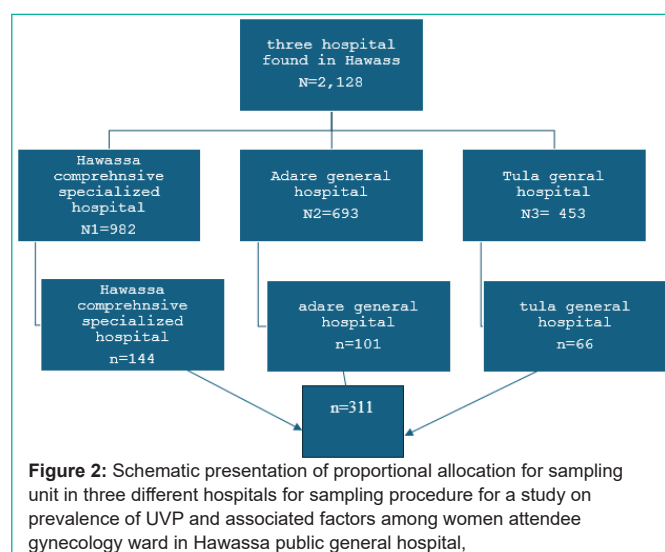 three hospital
found in Hawass
N=2,128
Hawassa
comprehnsive
specialized
hospital
N1=982
Adare general
hospital
N2=693
Tula genral
hospital
N3= 453
Hawassa
comprehnsive
specialized
hospital
n=144
adare general
hospital
n=101
tula general
hospital
n=66
n=311
Figure 2: Schematic presentation of proportional allocation for sampling
unit in three different hospitals for sampling procedure for a study on
prevalence of UVP and associated factors among women attendee
gynecology ward in Hawassa public general hospital,